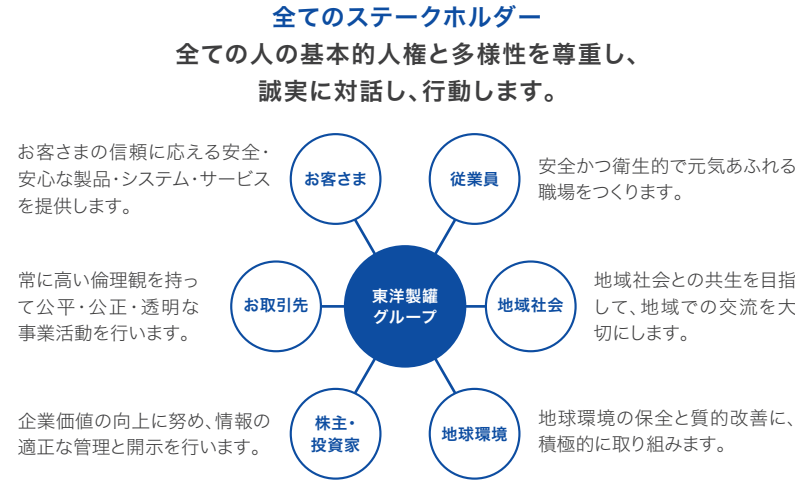 全てのステークホルダー
全ての人の基本的人権と多様性を尊重し、
誠実に対話し、行動します。
お客さまの信頼に応える安全・
安心な製品・システム・サービス
を提供します。
お客さま
従業員
安全かつ衛生的で元気あふれる
職場をつくります。
常に高い倫理観を持っ
て公平・公正・透明な
事業活動を行います。
お取引先
東洋製罐
グループ
地域社会
地域社会との共生を目指
して、地域での交流を大
切にします。
企業価値の向上に努め、情報の
適正な管理と開示を行います。
株主・
投資家
地球環境
地球環境の保全と質的改善に、
積極的に取り組みます。